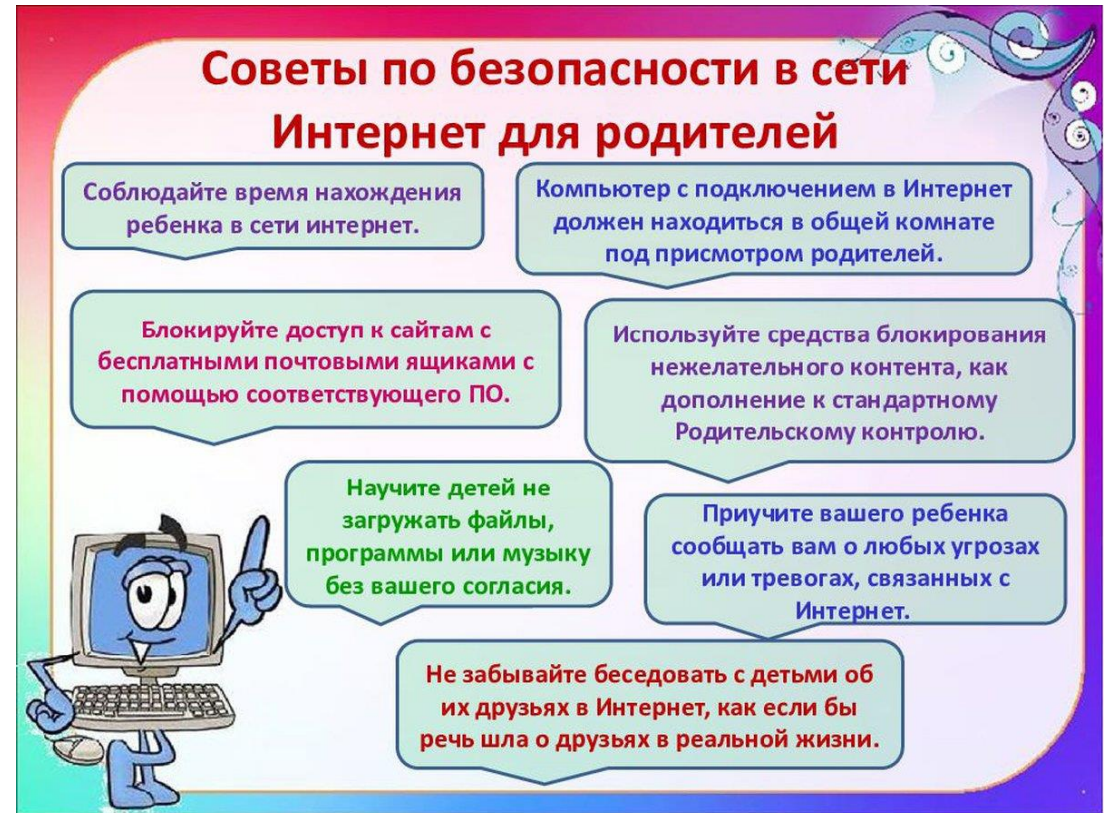 Советы по безопасности в сети
Интернет для родителей
Соблюдайте время нахождения
ребенка в сети интернет.
Компьютер с подключением в Интернет
должен находиться в общей комнате
под присмотром родителей.
Блокируйте доступ к сайтам с
бесплатными почтовыми ящиками с
помощью соответствующего ПО.
Используйте средства блокирования
нежелательного контента, как
дополнение к стандартному
Родительскому контролю.
Научите детей не
загружать файлы,
программы или музыку
без вашего согласия.
Приучите вашего ребенка
сообщать вам о любых угрозах
или тревогах, связанных с
Интернет.
Не забывайте беседовать с детьми об
их друзьях в Интернет, как если бы
речь шла о друзьях в реальной жизни.